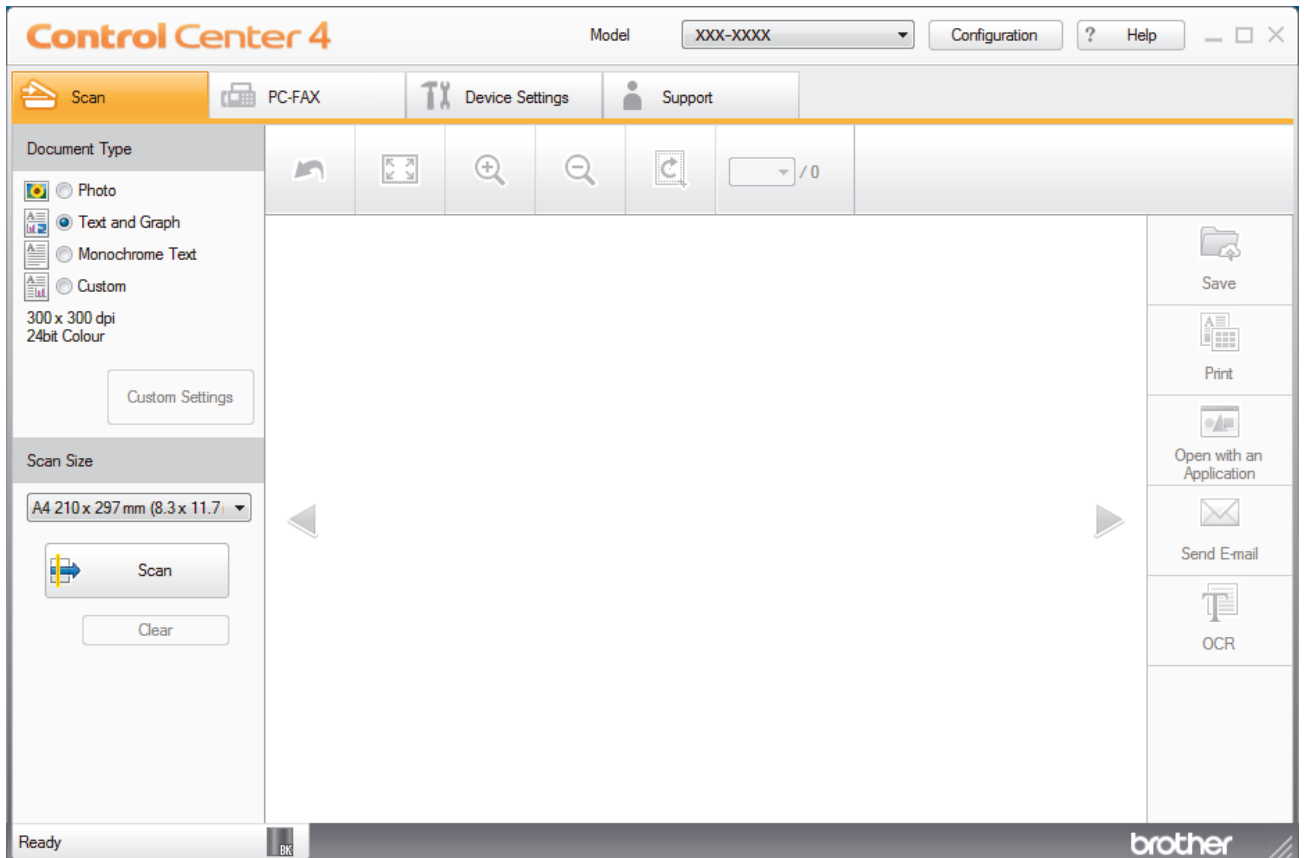 Control Center 4
Model XXX-XXXX Configuration ? Help
Scan PC-FAX Device Settings Support
Document Type
Photo
Text and Graph
Monochrome Text
Custom
300 x 300 dpi
24bit Colour
Custom Settings
Scan Size
A4 210 x 297 mm (8.3 x 11.7
Scan
Clear
/ 0
Save
Print
Open with an
Application
Send E-mail
OCR
Ready
BK
brother